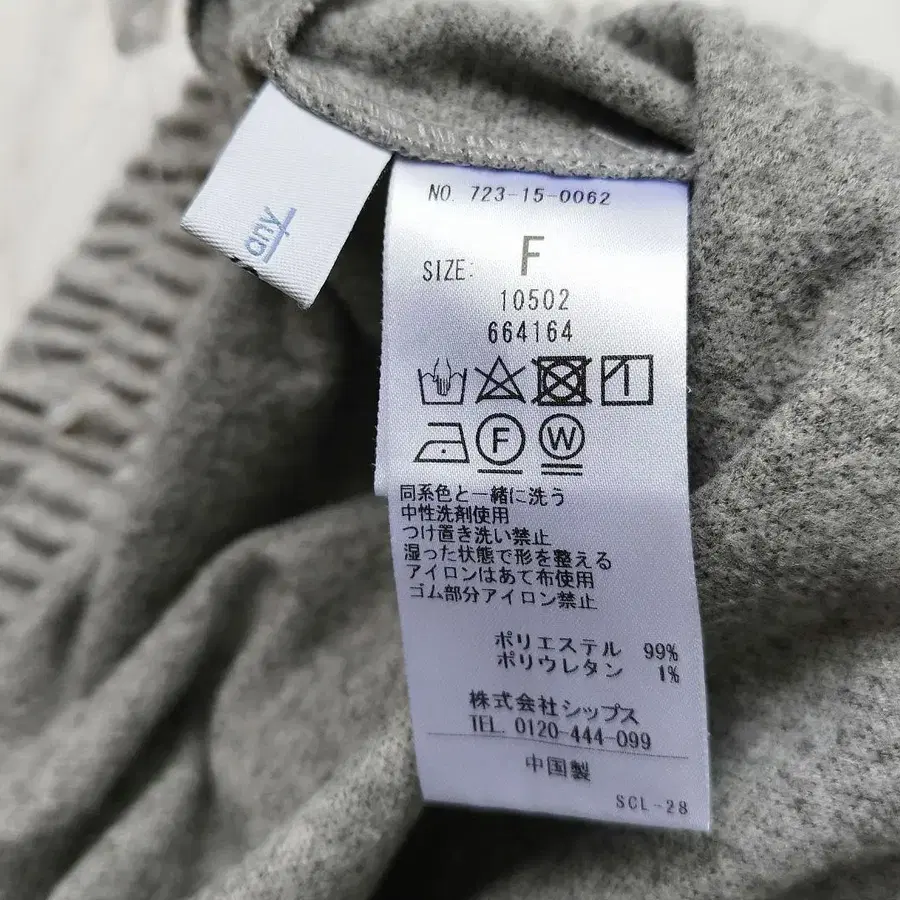 any
NO. 723-15-0062
SIZE: F
10502
664164
F W
同系色と一緒に洗う
中性洗剤使用
つけ置き洗い禁止
湿った状態で形を整える
アイロンはあて布使用
ゴム部分アイロン禁止
ポリエステル 99%
ポリウレタン 1%
株式会社シップス
TEL. 0120-444-099
中国製
SCL-28